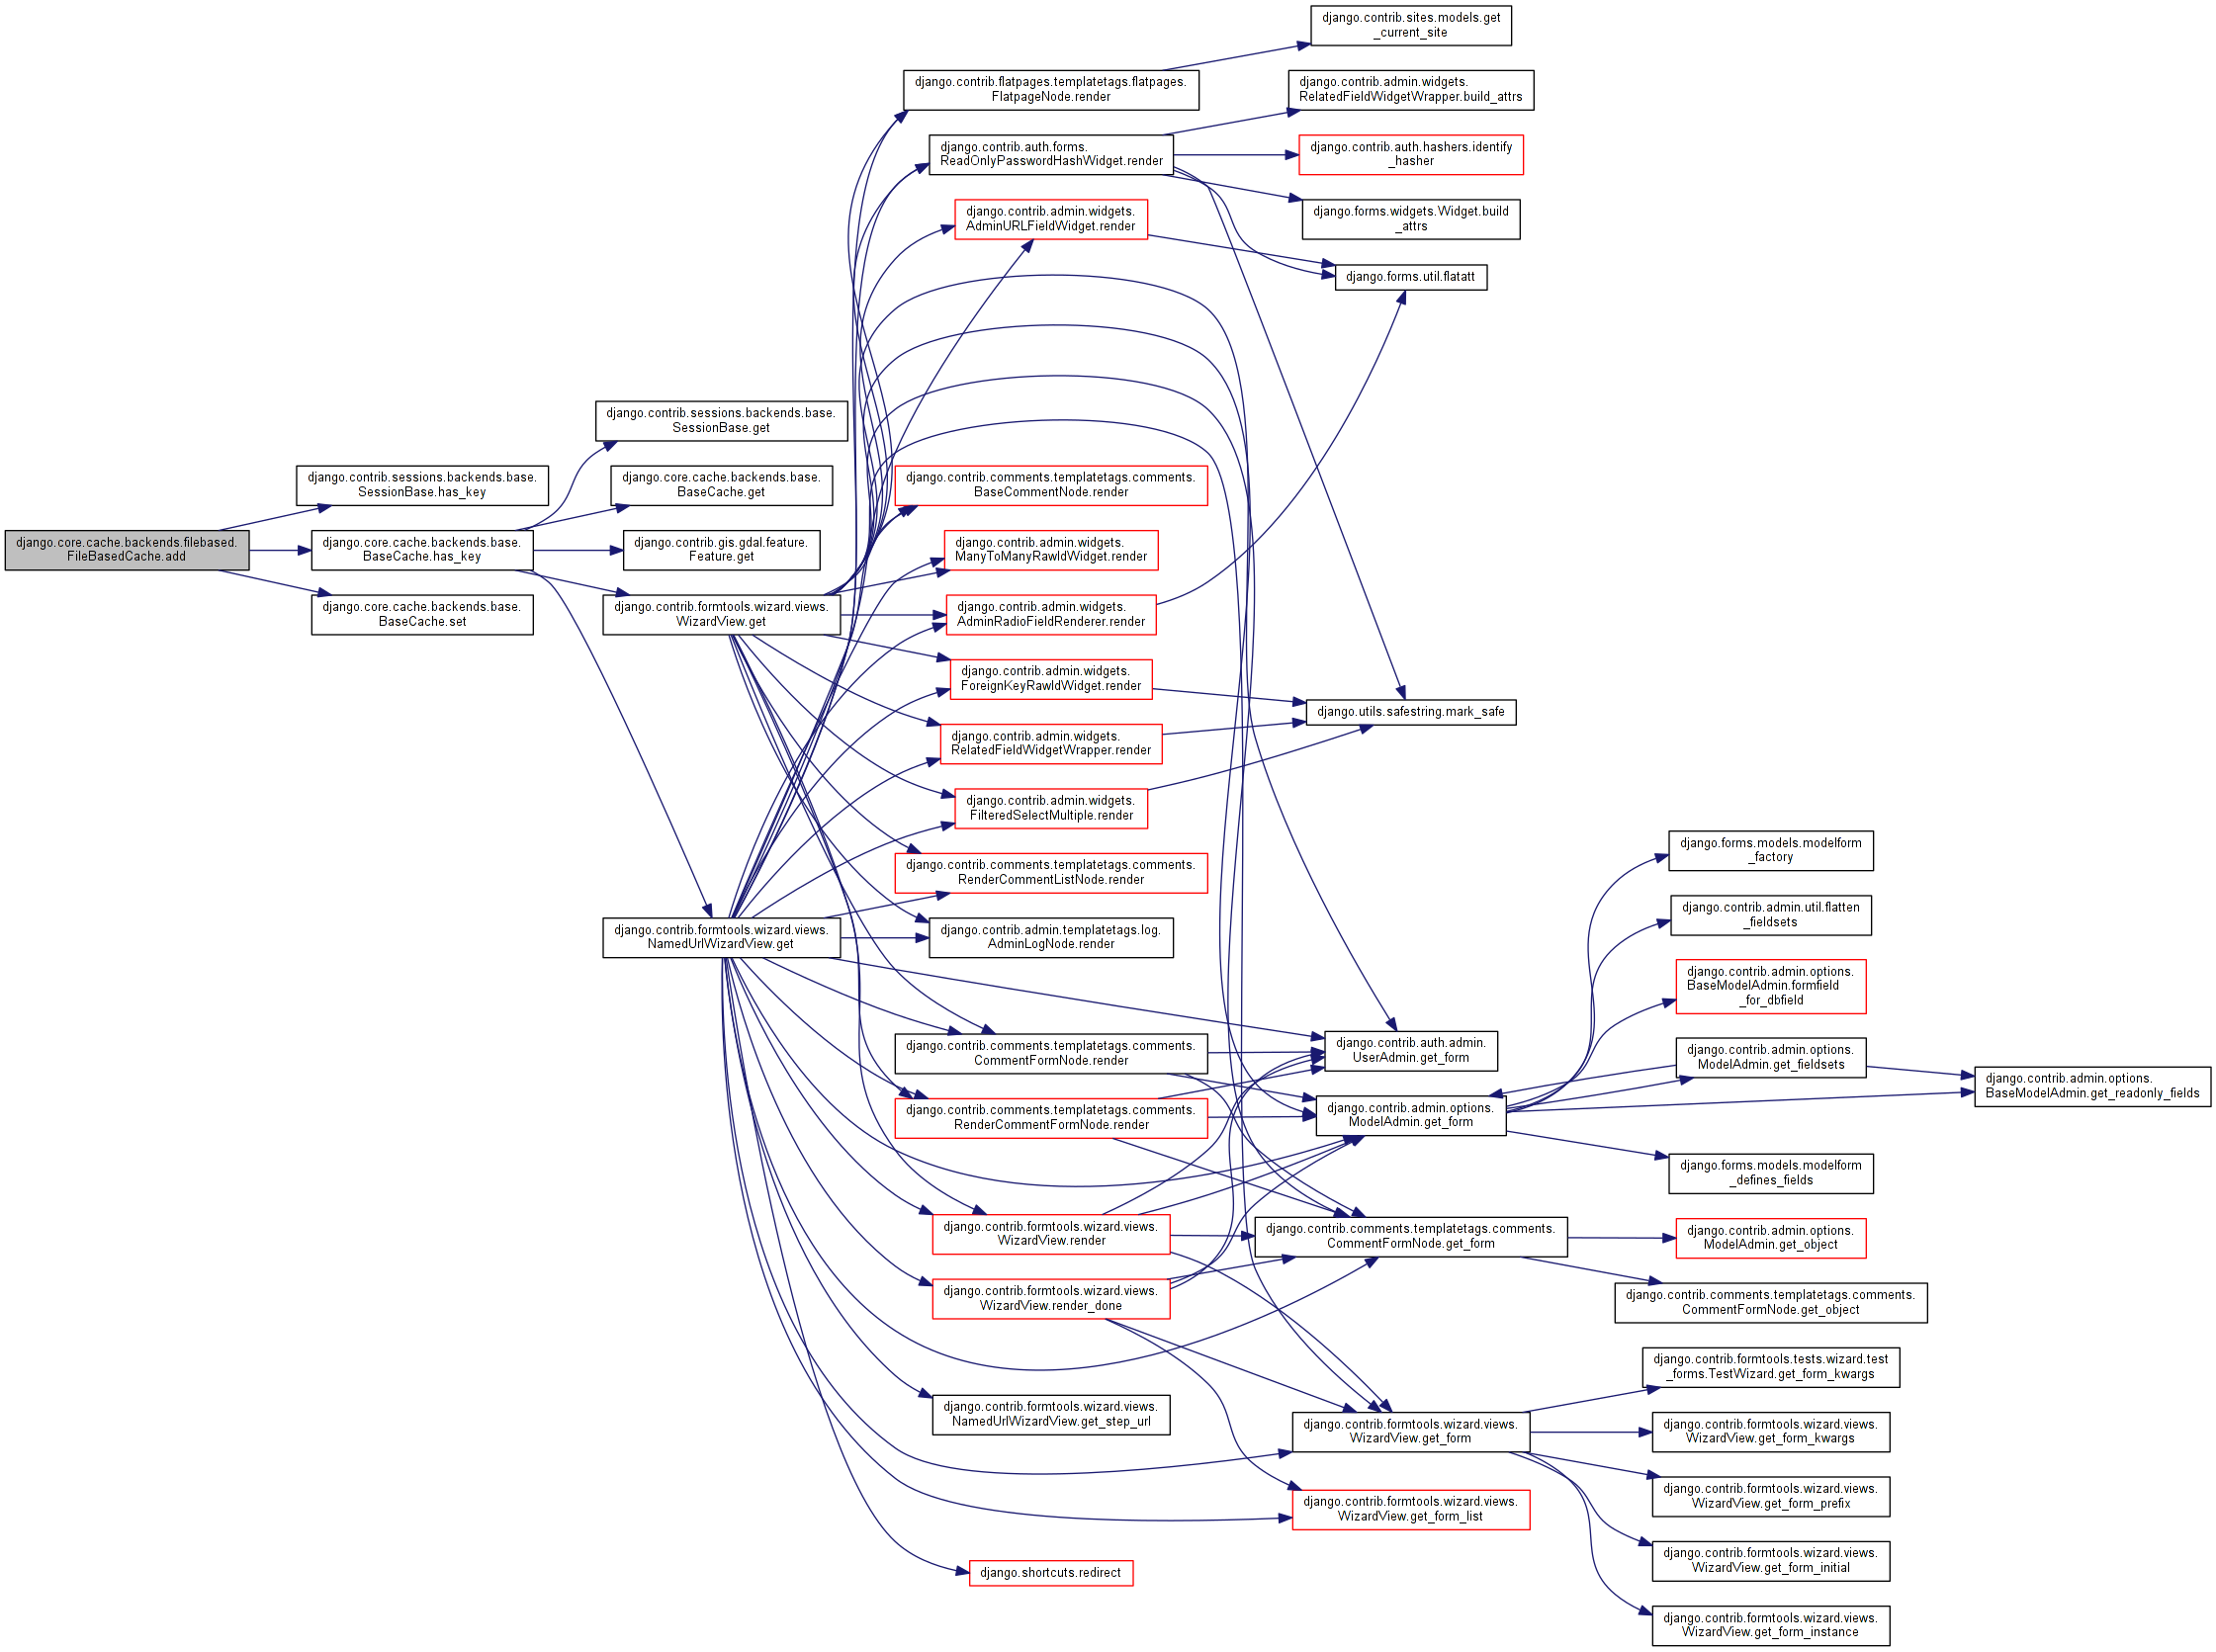 django.core.cache.backends.filebased.
FileBasedCache.add
django.contrib.sessions.backends.base.
SessionBase.has_key
django.core.cache.backends.base.
BaseCache.has_key
django.core.cache.backends.base.
BaseCache.set
django.contrib.sessions.backends.base.
SessionBase.get
django.core.cache.backends.base.
BaseCache.get
django.contrib.gis.gdal.feature.
Feature.get
django.contrib.formtools.wizard.views.
WizardView.get
django.contrib.formtools.wizard.views.
NamedUrlWizardView.get
django.contrib.flatpages.templatetags.flatpages.
FlatpageNode.render
django.contrib.auth.forms.
ReadOnlyPasswordHashWidget.render
django.contrib.admin.widgets.
AdminURLFieldWidget.render
django.contrib.comments.templatetags.comments.
BaseCommentNode.render
django.contrib.admin.widgets.
ManyToManyRawIdWidget.render
django.contrib.admin.widgets.
AdminRadioFieldRenderer.render
django.contrib.admin.widgets.
ForeignKeyRawIdWidget.render
django.contrib.admin.widgets.
RelatedFieldWidgetWrapper.render
django.contrib.admin.widgets.
FilteredSelectMultiple.render
django.contrib.comments.templatetags.comments.
RenderCommentListNode.render
django.contrib.admin.templatetags.log.
AdminLogNode.render
django.contrib.comments.templatetags.comments.
CommentFormNode.render
django.contrib.comments.templatetags.comments.
RenderCommentFormNode.render
django.contrib.formtools.wizard.views.
WizardView.render
django.contrib.formtools.wizard.views.
WizardView.render_done
django.contrib.formtools.wizard.views.
NamedUrlWizardView.get_step_url
django.shortcuts.redirect
django.contrib.sites.models.get
_current_site
django.contrib.admin.widgets.
RelatedFieldWidgetWrapper.build_attrs
django.contrib.auth.hashers.identify
_hasher
django.forms.widgets.Widget.build
_attrs
django.forms.util.flatatt
django.utils.safestring.mark_safe
django.contrib.auth.admin.
UserAdmin.get_form
django.contrib.admin.options.
ModelAdmin.get_form
django.contrib.comments.templatetags.comments.
CommentFormNode.get_form
django.contrib.formtools.wizard.views.
WizardView.get_form
django.contrib.formtools.wizard.views.
WizardView.get_form_list
django.forms.models.modelform
_factory
django.contrib.admin.util.flatten
_fieldsets
django.contrib.admin.options.
BaseModelAdmin.formfield
_for_dbfield
django.contrib.admin.options.
ModelAdmin.get_fieldsets
django.forms.models.modelform
_defines_fields
django.contrib.admin.options.
ModelAdmin.get_object
django.contrib.comments.templatetags.comments.
CommentFormNode.get_object
django.contrib.formtools.tests.wizard.test
_forms.TestWizard.get_form_kwargs
django.contrib.formtools.wizard.views.
WizardView.get_form_kwargs
django.contrib.formtools.wizard.views.
WizardView.get_form_prefix
django.contrib.formtools.wizard.views.
WizardView.get_form_initial
django.contrib.formtools.wizard.views.
WizardView.get_form_instance
django.contrib.admin.options.
BaseModelAdmin.get_readonly_fields